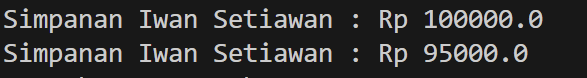 Simpanan Iwan Setiawan : Rp 100000.0
Simpanan Iwan Setiawan : Rp 95000.0